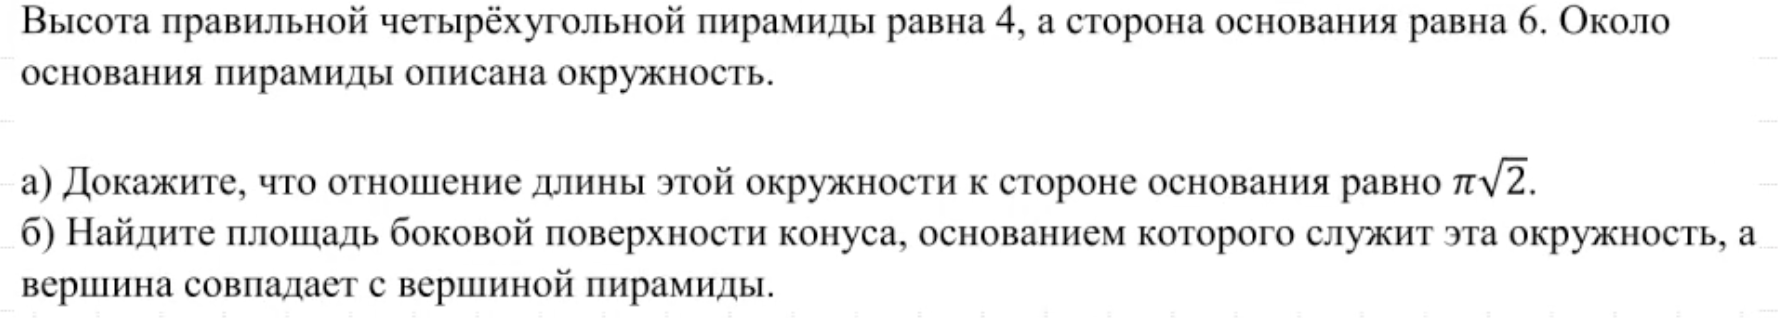 Высота правильной четырёхугольной пирамиды равна 4, а сторона основания равна 6. Около
основания пирамиды описана окружность.
а) Докажите, что отношение длины этой окружности к стороне основания равно π√2.
б) Найдите площадь боковой поверхности конуса, основанием которого служит эта окружность, а
вершина совпадает с вершиной пирамиды.